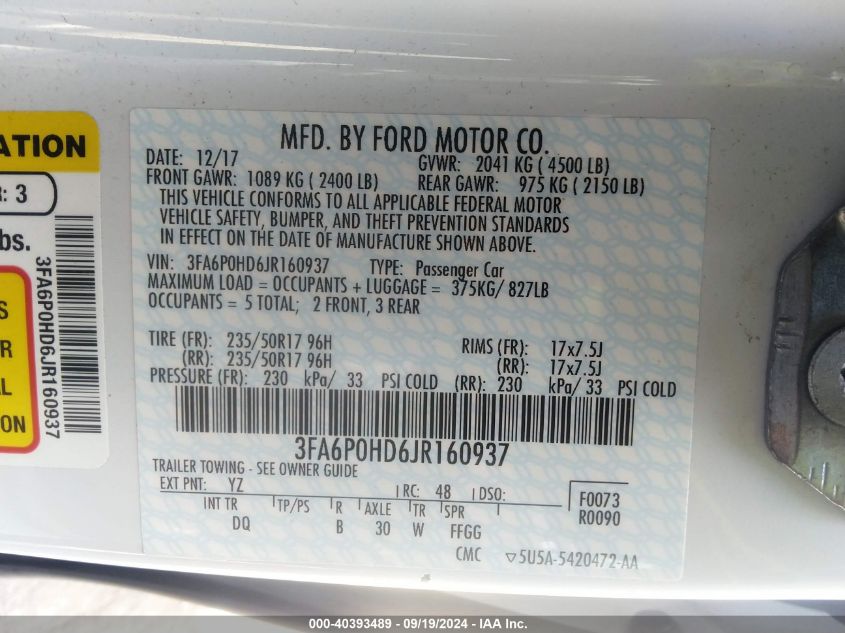 ATION
R: 3
bs.
3FA6P0HD6JR160937
S
R
AL
ION
MFD. BY FORD MOTOR CO.
DATE: 12/17 GVWR: 2041 KG ( 4500 LB)
FRONT GAWR: 1089 KG ( 2400 LB) REAR GAWR: 975 KG ( 2150 LB)
THIS VEHICLE CONFORMS TO ALL APPLICABLE FEDERAL MOTOR
VEHICLE SAFETY, BUMPER, AND THEFT PREVENTION STANDARDS
IN EFFECT ON THE DATE OF MANUFACTURE SHOWN ABOVE.
VIN: 3FA6P0HD6JR160937 TYPE: Passenger Car
MAXIMUM LOAD = OCCUPANTS + LUGGAGE = 375KG/ 827LB
OCCUPANTS = 5 TOTAL; 2 FRONT, 3 REAR
TIRE (FR): 235/50R17 96H RIMS (FR): 17x7.5J
(RR): 235/50R17 96H (RR): 17x7.5J
PRESSURE (FR): 230 kPa/ 33 PSI COLD (RR): 230 kPa/ 33 PSI COLD
3FA6P0HD6JR160937
TRAILER TOWING - SEE OWNER GUIDE
EXT PNT: YZ RC: 48 DSO: F0073
INT TR TP/PS R AXLE TR SPR R0090
DQ B 30 W FFGG
CMC ▽5U5A-5420472-AA
000-40393489 - 09/19/2024 - IAA Inc.